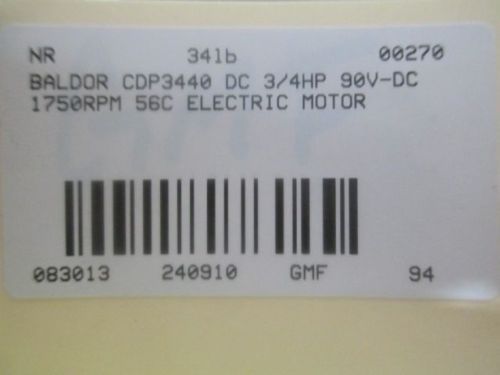 NR 341b 00270
BALDOR CDP3440 DC 3/4HP 90V-DC
1750RPM 56C ELECTRIC MOTOR
083013 240910 GMF 94